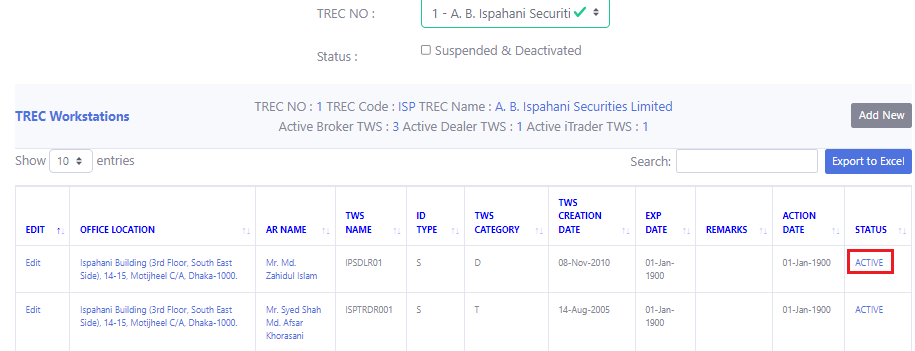 TREC NO :
1 - A. B. Ispahani Securiti
Status :
Suspended & Deactivated
TREC Workstations
TREC NO : 1 TREC Code : ISP TREC Name : A. B. Ispahani Securities Limited
Active Broker TWS : 3 Active Dealer TWS : 1 Active iTrader TWS : 1
Add New
Show 10 entries
Search:
Export to Excel
EDIT
OFFICE LOCATION
AR NAME
TWS
NAME
ID
TYPE
TWS
CATEGORY
TWS
CREATION
DATE
EXP
DATE
REMARKS
ACTION
DATE
STATUS
Edit
Ispahani Building (3rd Floor, South East
Side), 14-15, Motijheel C/A, Dhaka-1000.
Mr. Md.
Zahidul Islam
IPSDLR01
S
D
08-Nov-2010
01-Jan-
1900
01-Jan-1900
ACTIVE
Edit
Ispahani Building (3rd Floor, South East
Side), 14-15, Motijheel C/A, Dhaka-1000.
Mr. Syed Shah
Md. Afsar
Khorasani
ISPTRDR001
S
T
14-Aug-2005
01-Jan-
1900
01-Jan-1900
ACTIVE